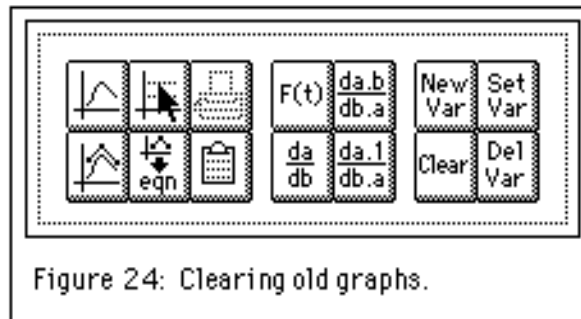 F(t)
da.b
db.a
New
Var
Set
Var
eqn
da
db
da.1
db.a
Clear
Del
Var
Figure 24: Clearing old graphs.